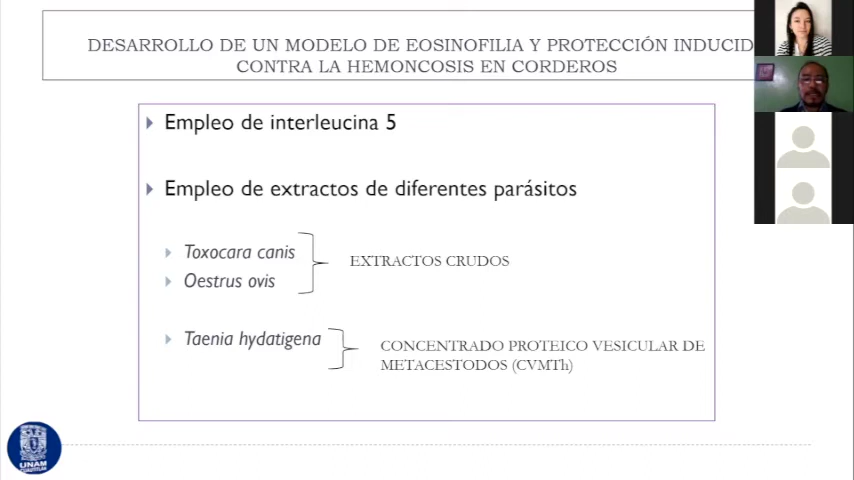 DESARROLLO DE UN MODELO DE EOSINOFILIA Y PROTECCIÓN INDUCID
CONTRA LA HEMONCOSIS EN CORDEROS
Empleo de interleucina 5
Empleo de extractos de diferentes parásitos
Toxocara canis
EXTRACTOS CRUDOS
Oestrus ovis
Taenia hydatigena
CONCENTRADO PROTEICO VESICULAR DE
METACESTODOS (CVMTh)
UNAM